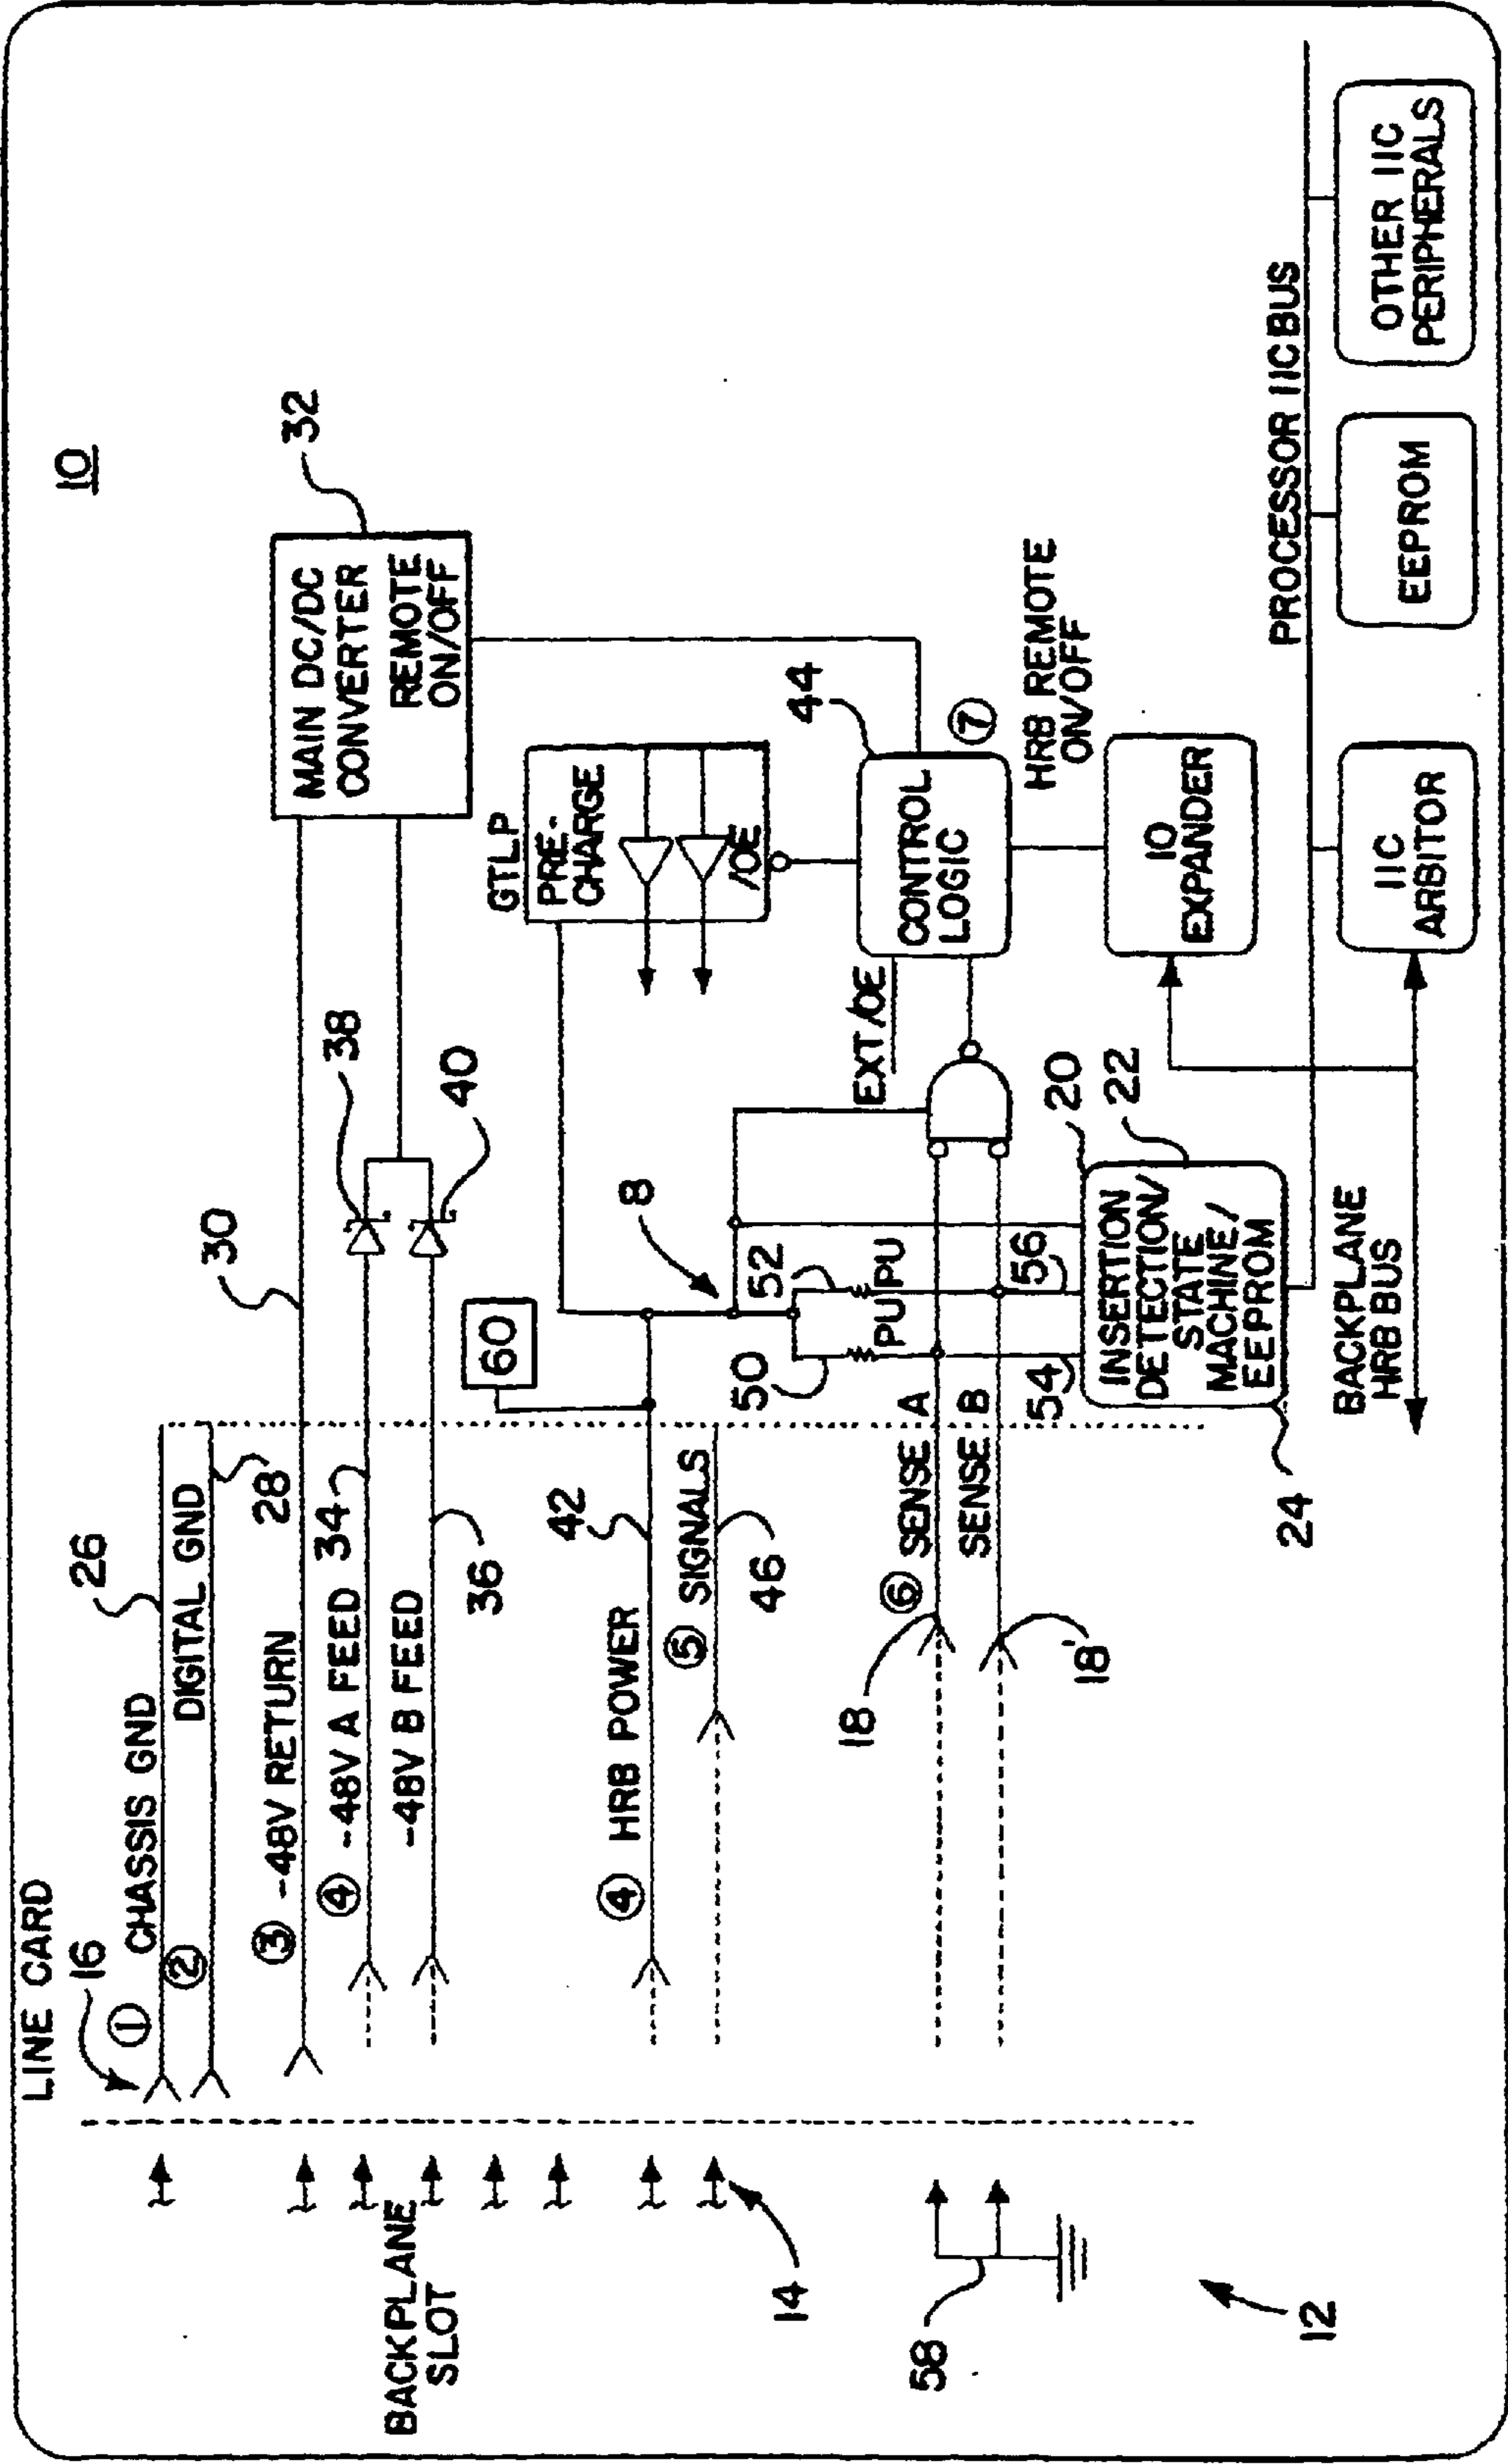 LINE CARD
10
16
① CHASSIS GND
26
② DIGITAL GND
28
③ -48V RETURN
30
MAIN DC/DC
CONVERTER
REMOTE
ON/OFF
32
④ -48V A FEED
34
38
-48V B FEED
36
40
BACKPLANE
SLOT
60
GTLP
PRE-
CHARGE
/OE
④ HRB POWER
42
8
⑤ SIGNALS
46
14
50
52
PU
PU
EXT/OE
CONTROL
LOGIC
44
⑦
⑥ SENSE A
SENSE B
18
18
58
54
56
20
22
HRB REMOTE
ON/OFF
INSERTION
DETECTION/
STATE
MACHINE/
EEPROM
24
IO
EXPANDER
12
PROCESSOR IIC BUS
BACKPLANE
HRB BUS
IIC
ARBITOR
EEPROM
OTHER IIC
PERIPHERALS